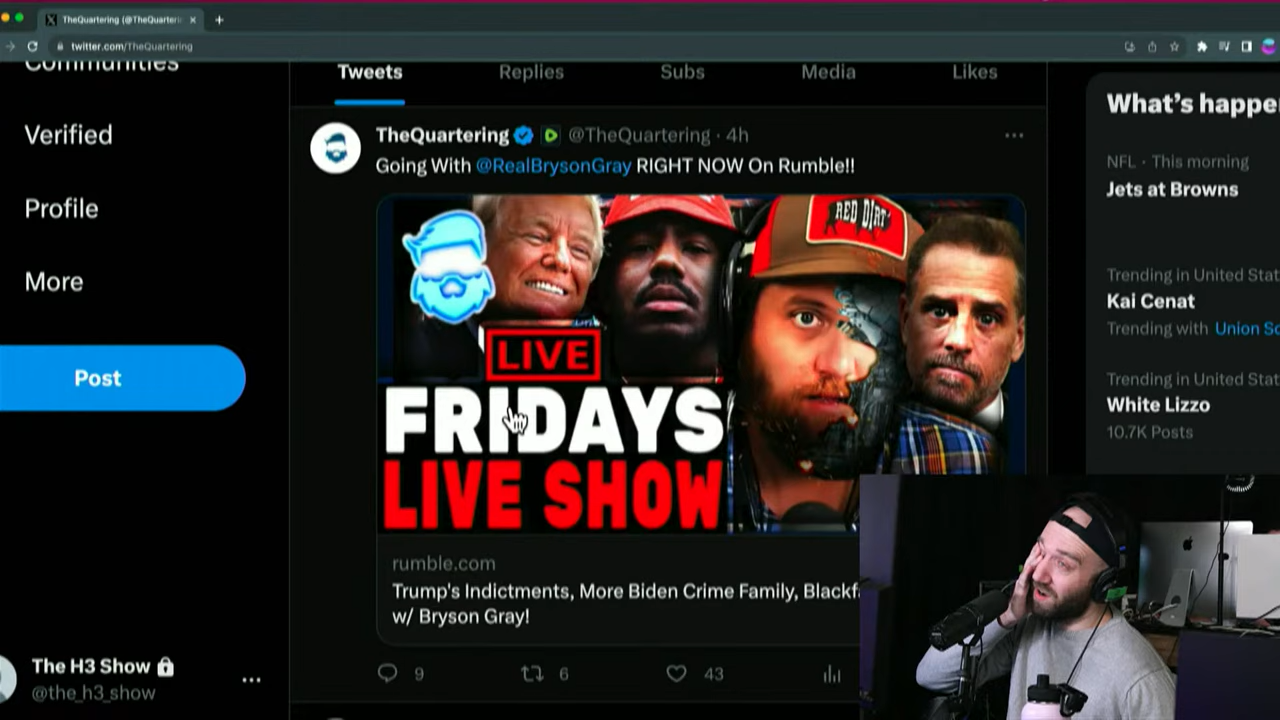 TheQuartering (@TheQuarterin
twitter.com/TheQuartering
Communities
Verified
Profile
More
Post
The H3 Show
@the_h3_show
Tweets
Replies
Subs
Media
Likes
TheQuartering @TheQuartering · 4h
Going With @RealBrysonGray RIGHT NOW On Rumble!!
RED DIRT
LIVE
FRIDAYS
LIVE SHOW
rumble.com
Trump's Indictments, More Biden Crime Family, Blackf
w/ Bryson Gray!
9
6
43
What's happe
NFL · This morning
Jets at Browns
Trending in United Stat
Kai Cenat
Trending with Union Sq
Trending in United Stat
White Lizzo
10.7K Posts